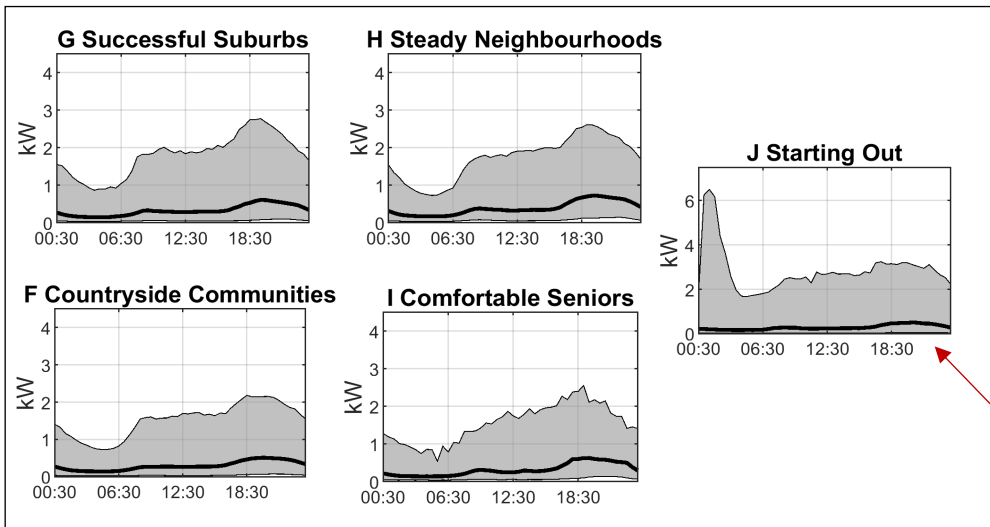 G Successful Suburbs
4
3
2
1
0
kW
00:30 06:30 12:30 18:30
H Steady Neighbourhoods
4
3
2
1
0
kW
00:30 06:30 12:30 18:30
J Starting Out
6
4
2
0
kW
00:30 06:30 12:30 18:30
F Countryside Communities
4
3
2
1
0
kW
00:30 06:30 12:30 18:30
I Comfortable Seniors
4
3
2
1
0
kW
00:30 06:30 12:30 18:30